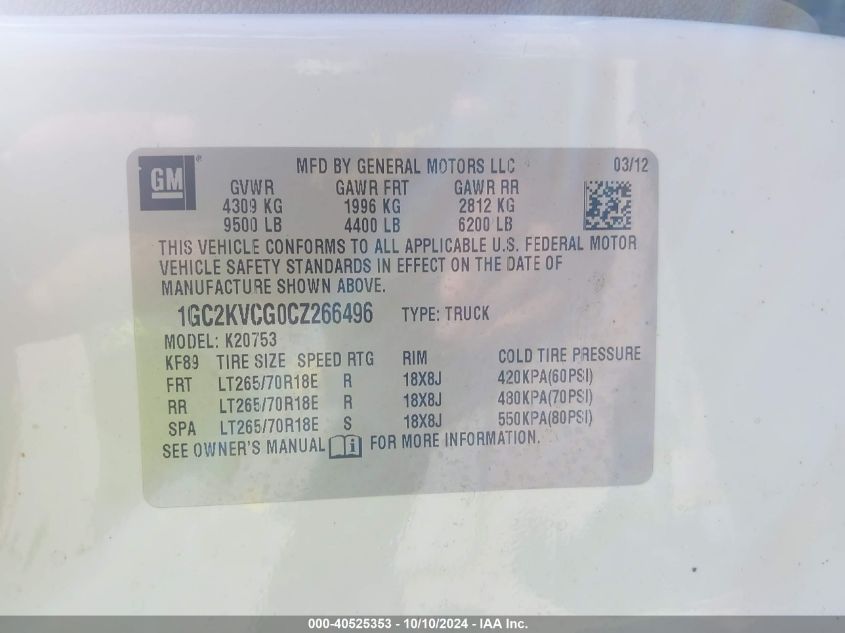 GM ® MFD BY GENERAL MOTORS LLC 03/12
GVWR GAWR FRT GAWR RR
4309 KG 1996 KG 2812 KG
9500 LB 4400 LB 6200 LB
THIS VEHICLE CONFORMS TO ALL APPLICABLE U.S. FEDERAL MOTOR
VEHICLE SAFETY STANDARDS IN EFFECT ON THE DATE OF
MANUFACTURE SHOWN ABOVE.
1GC2KVCG0CZ266496 TYPE: TRUCK
MODEL: K20753
KF89 TIRE SIZE SPEED RTG RIM COLD TIRE PRESSURE
FRT LT265/70R18E R 18X8J 420KPA(60PSI)
RR LT265/70R18E R 18X8J 480KPA(70PSI)
SPA LT265/70R18E S 18X8J 550KPA(80PSI)
SEE OWNER'S MANUAL i FOR MORE INFORMATION.
000-40525353 - 10/10/2024 - IAA Inc.